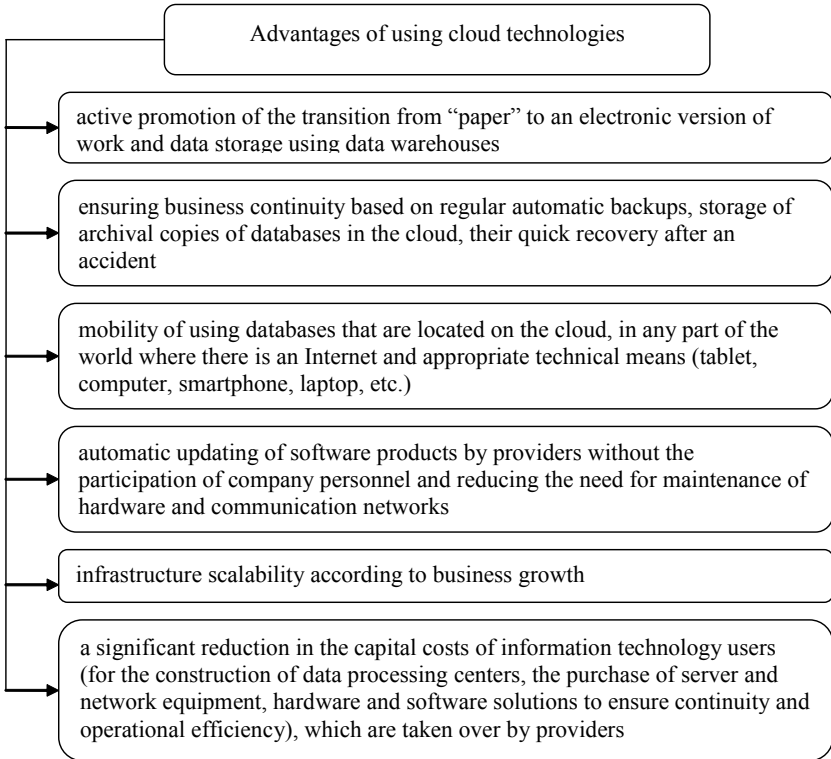 Advantages of using cloud technologies
active promotion of the transition from “paper” to an electronic version of
work and data storage using data warehouses
ensuring business continuity based on regular automatic backups, storage of
archival copies of databases in the cloud, their quick recovery after an
accident
mobility of using databases that are located on the cloud, in any part of the
world where there is an Internet and appropriate technical means (tablet,
computer, smartphone, laptop, etc.)
automatic updating of software products by providers without the
participation of company personnel and reducing the need for maintenance of
hardware and communication networks
infrastructure scalability according to business growth
a significant reduction in the capital costs of information technology users
(for the construction of data processing centers, the purchase of server and
network equipment, hardware and software solutions to ensure continuity and
operational efficiency), which are taken over by providers